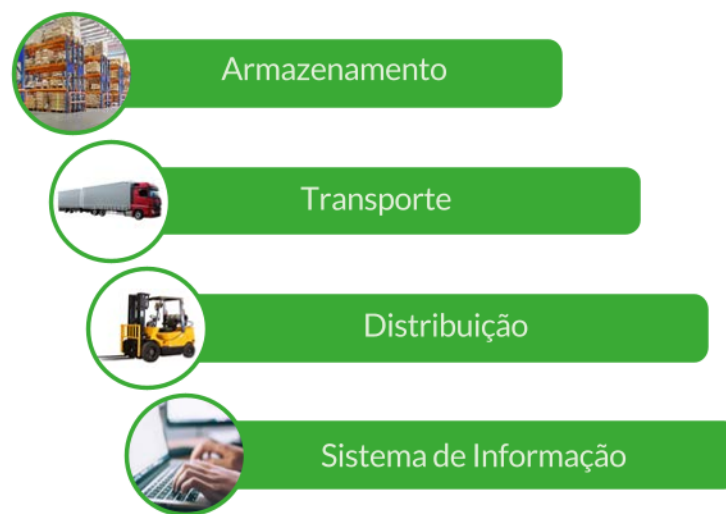 Armazenamento
Transporte
Distribuição
Sistema de Informação